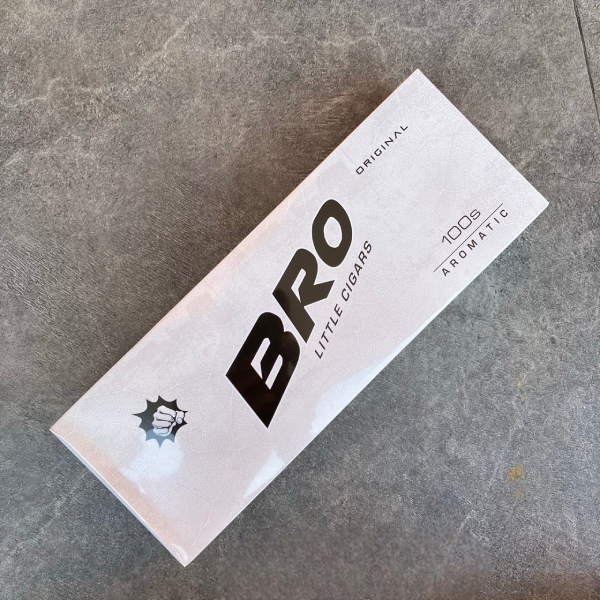 BRO
LITTLE CIGARS
ORIGINAL
100s
AROMATIC